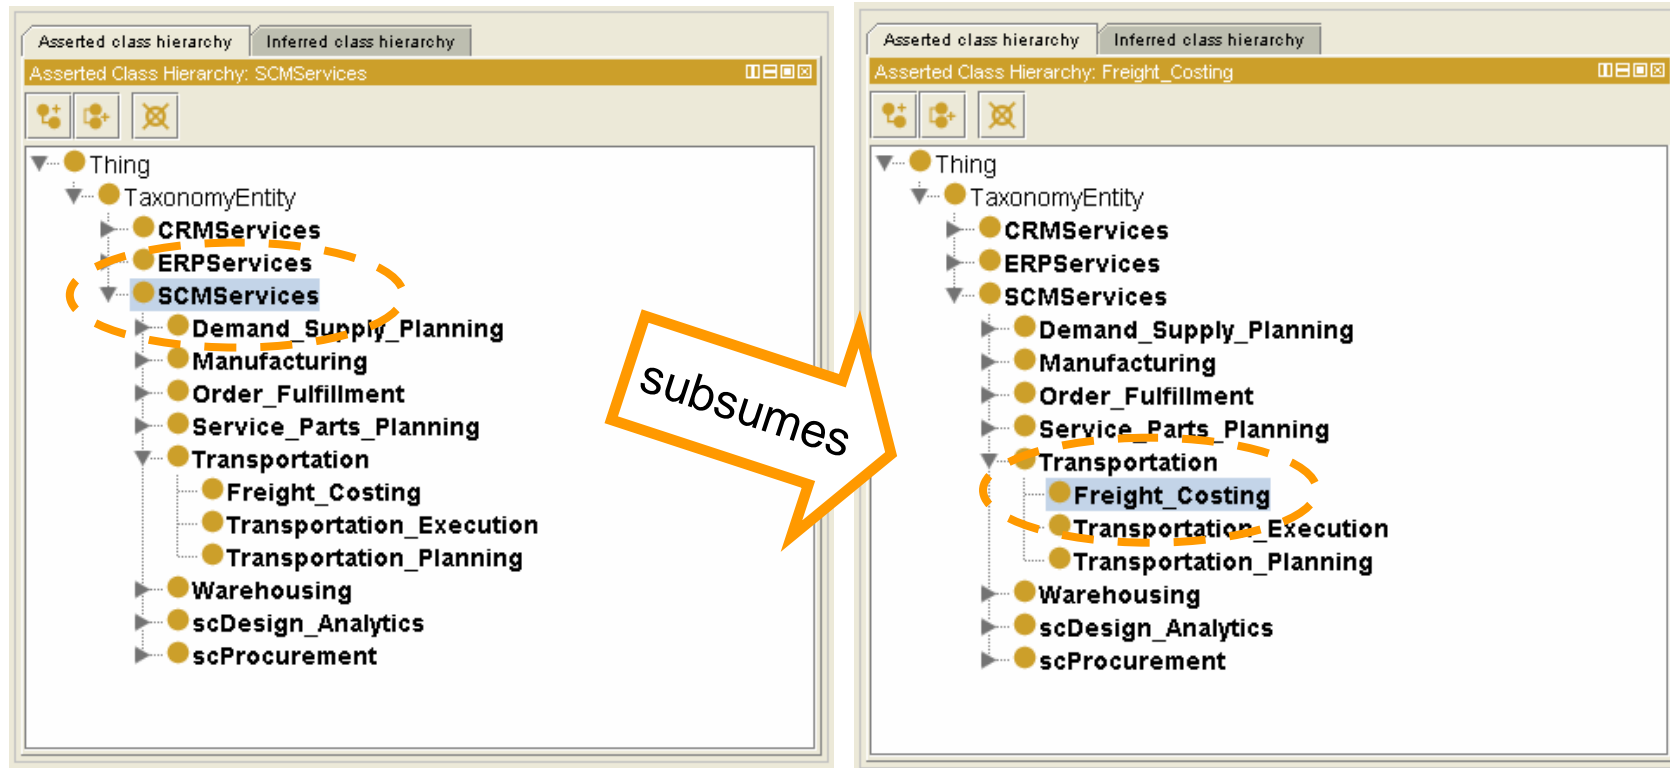 Asserted class hierarchy
Inferred class hierarchy
Asserted Class Hierarchy: SCMServices
Thing
TaxonomyEntity
CRMServices
ERPServices
SCMServices
Demand_Supply_Planning
Manufacturing
Order_Fulfillment
Service_Parts_Planning
Transportation
Freight_Costing
Transportation_Execution
Transportation_Planning
Warehousing
scDesign_Analytics
scProcurement
subsumes
Asserted class hierarchy
Inferred class hierarchy
Asserted Class Hierarchy: Freight_Costing
Thing
TaxonomyEntity
CRMServices
ERPServices
SCMServices
Demand_Supply_Planning
Manufacturing
Order_Fulfillment
Service_Parts_Planning
Transportation
Freight_Costing
Transportation_Execution
Transportation_Planning
Warehousing
scDesign_Analytics
scProcurement